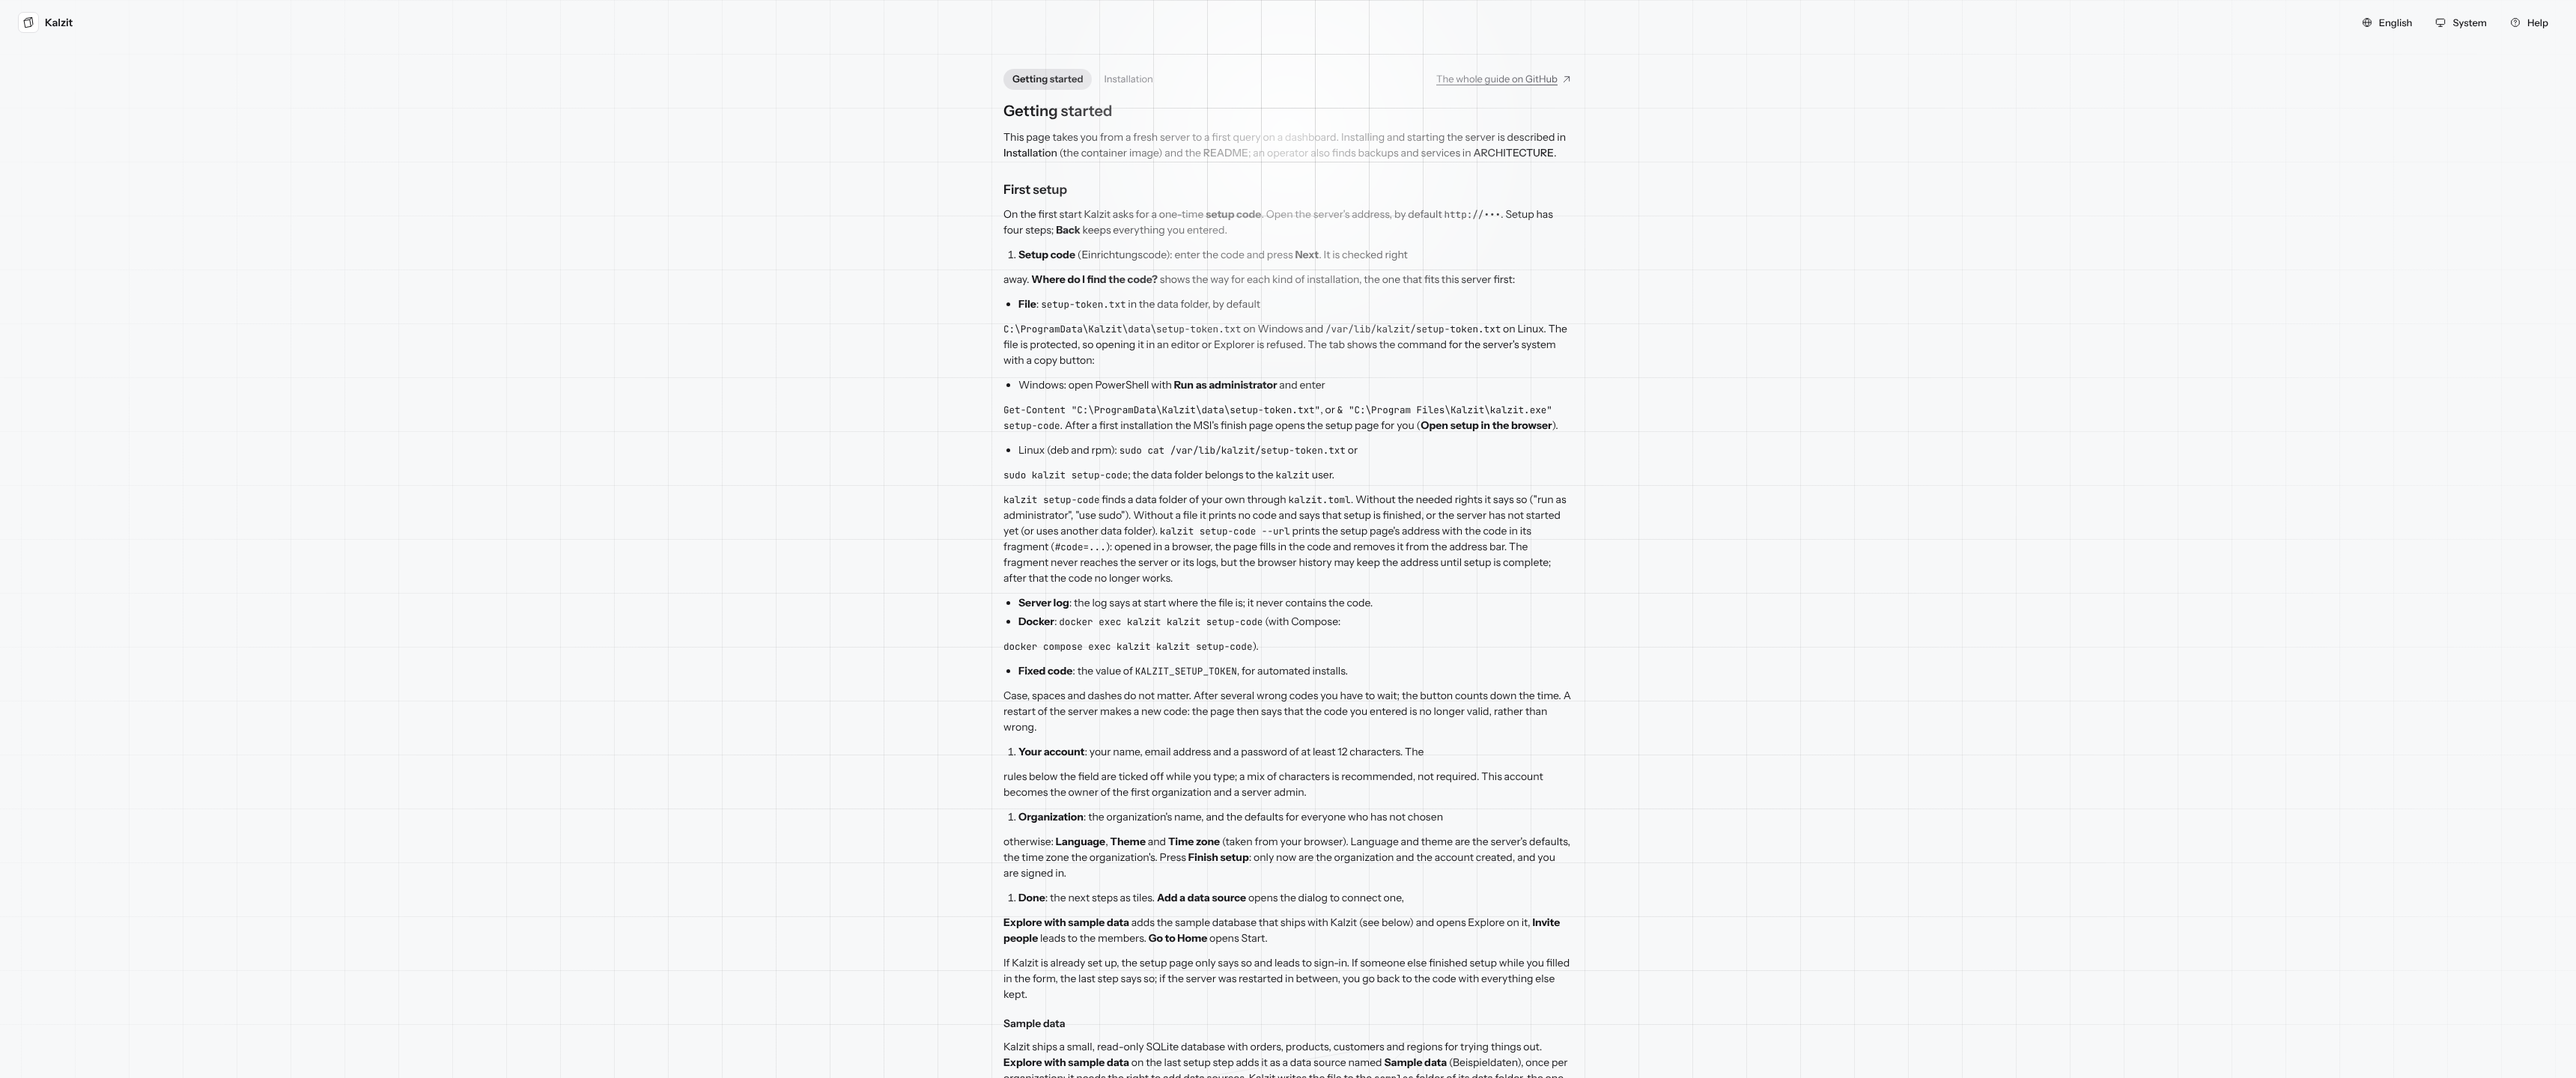 Kalzit
English
System
Help
Getting started
Installation
The whole guide on GitHub
Getting started
This page takes you from a fresh server to a first query on a dashboard. Installing and starting the server is described in
Installation (the container image) and the README; an operator also finds backups and services in ARCHITECTURE.
First setup
On the first start Kalzit asks for a one-time setup code. Open the server's address, by default http://•••. Setup has
four steps; Back keeps everything you entered.
1. Setup code (Einrichtungscode): enter the code and press Next. It is checked right
away. Where do I find the code? shows the way for each kind of installation, the one that fits this server first:
• File: setup-token.txt in the data folder, by default
C:\ProgramData\Kalzit\data\setup-token.txt on Windows and /var/lib/kalzit/setup-token.txt on Linux. The
file is protected, so opening it in an editor or Explorer is refused. The tab shows the command for the server's system
with a copy button:
• Windows: open PowerShell with Run as administrator and enter
Get-Content "C:\ProgramData\Kalzit\data\setup-token.txt", or & "C:\Program Files\Kalzit\kalzit.exe"
setup-code. After a first installation the MSI's finish page opens the setup page for you (Open setup in the browser).
• Linux (deb and rpm): sudo cat /var/lib/kalzit/setup-token.txt or
sudo kalzit setup-code; the data folder belongs to the kalzit user.
kalzit setup-code finds a data folder of your own through kalzit.toml. Without the needed rights it says so ("run as
administrator", "use sudo"). Without a file it prints no code and says that setup is finished, or the server has not started
yet (or uses another data folder). kalzit setup-code --url prints the setup page's address with the code in its
fragment (#code=...): opened in a browser, the page fills in the code and removes it from the address bar. The
fragment never reaches the server or its logs, but the browser history may keep the address until setup is complete;
after that the code no longer works.
• Server log: the log says at start where the file is; it never contains the code.
• Docker: docker exec kalzit kalzit setup-code (with Compose:
docker compose exec kalzit kalzit setup-code).
• Fixed code: the value of KALZIT_SETUP_TOKEN, for automated installs.
Case, spaces and dashes do not matter. After several wrong codes you have to wait; the button counts down the time. A
restart of the server makes a new code: the page then says that the code you entered is no longer valid, rather than
wrong.
1. Your account: your name, email address and a password of at least 12 characters. The
rules below the field are ticked off while you type; a mix of characters is recommended, not required. This account
becomes the owner of the first organization and a server admin.
1. Organization: the organization's name, and the defaults for everyone who has not chosen
otherwise: Language, Theme and Time zone (taken from your browser). Language and theme are the server's defaults,
the time zone the organization's. Press Finish setup: only now are the organization and the account created, and you
are signed in.
1. Done: the next steps as tiles. Add a data source opens the dialog to connect one,
Explore with sample data adds the sample database that ships with Kalzit (see below) and opens Explore on it, Invite
people leads to the members. Go to Home opens Start.
If Kalzit is already set up, the setup page only says so and leads to sign-in. If someone else finished setup while you filled
in the form, the last step says so; if the server was restarted in between, you go back to the code with everything else
kept.
Sample data
Kalzit ships a small, read-only SQLite database with orders, products, customers and regions for trying things out.
Explore with sample data on the last setup step adds it as a data source named Sample data (Beispieldaten), once per